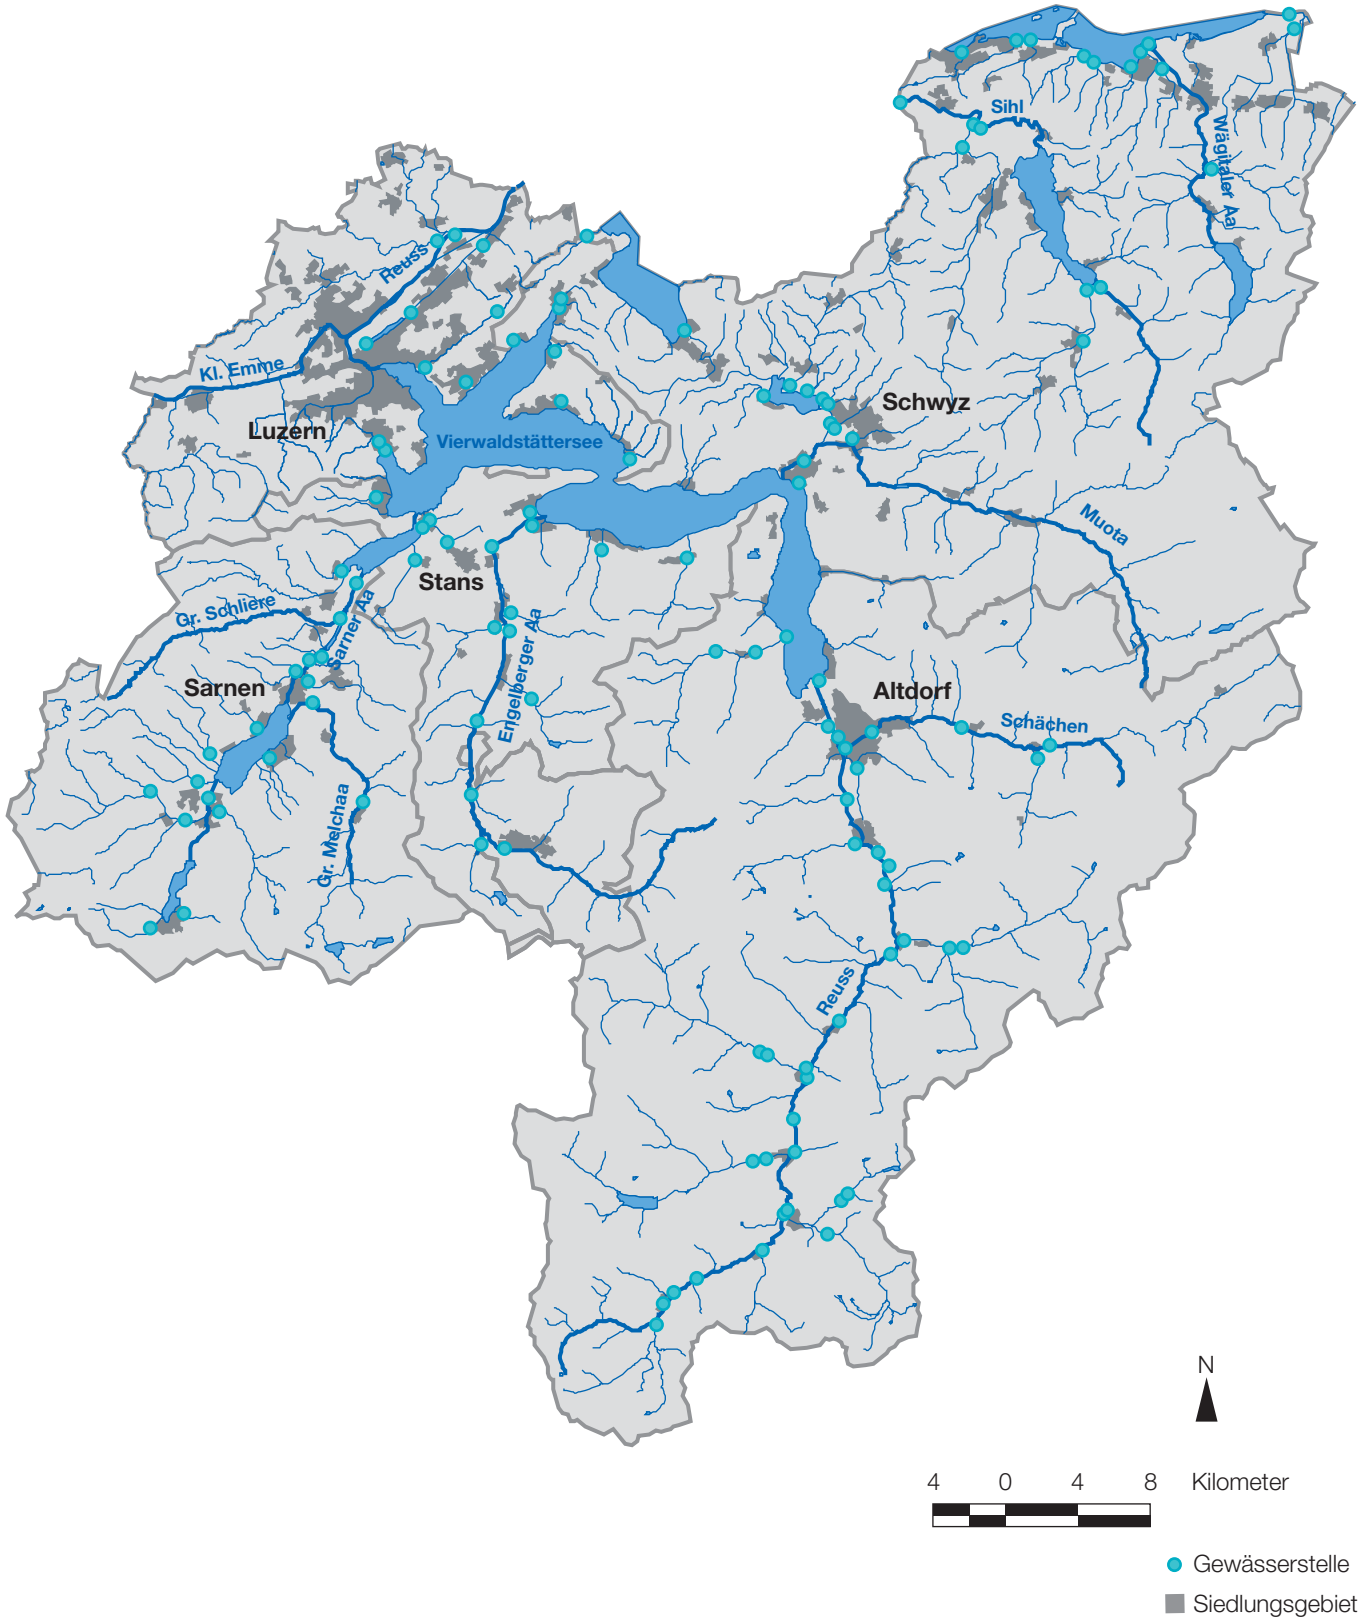 Sihl
Wägitaler Aa
Reuss
Kl. Emme
Luzern
Vierwaldstättersee
Schwyz
Muota
Stans
Gr. Schliere
Sarner Aa
Engelberger Aa
Sarnen
Altdorf
Schächen
Gr. Melchaa
Reuss
N
4 0 4 8 Kilometer
Gewässerstelle
Siedlungsgebiet